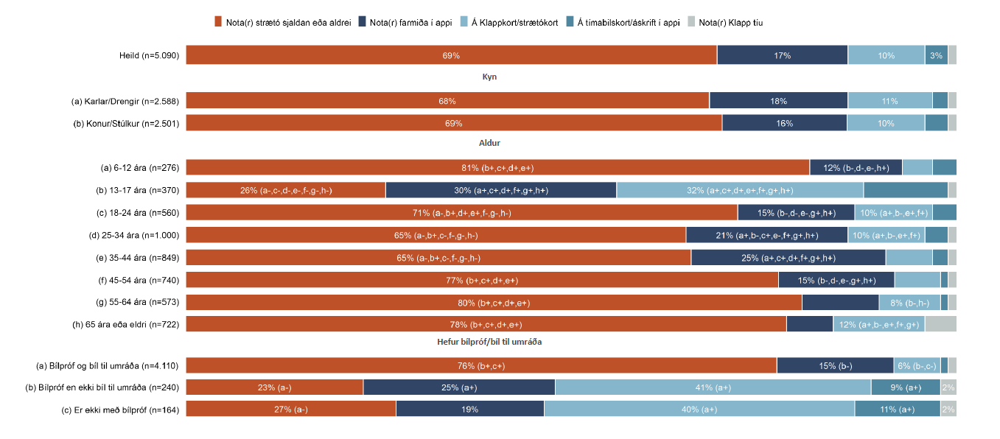 Nota(r) strætó sjaldan eða aldrei Nota(r) farmiða í appi Á Klappkort/strætókort Á tímabilskort/áskrift í appi Nota(r) Klapp tíu
Heild (n=5.090) 69% 17% 10% 3%
Kyn
(a) Karlar/Drengir (n=2.588) 68% 18% 11%
(b) Konur/Stúlkur (n=2.501) 69% 16% 10%
Aldur
(a) 6-12 ára (n=276) 81% (b+,c+,d+,e+) 12% (b-,d-,e-,h+)
(b) 13-17 ára (n=370) 26% (a-,c-,d-,e-,f-,g-,h-) 30% (a+,c+,d+,f+,g+,h+) 32% (a+,c+,d+,e+,f+,g+,h+)
(c) 18-24 ára (n=560) 71% (a-,b+,d+,e+,f-,g-,h-) 15% (b-,d-,e-,g+,h+) 10% (a+,b-,e+,f+)
(d) 25-34 ára (n=1.000) 65% (a-,b+,c-,f-,g-,h-) 21% (a+,b-,c+,e-,f+,g+,h+) 10% (a+,b-,e+,f+)
(e) 35-44 ára (n=849) 65% (a-,b+,c-,f-,g-,h-) 25% (a+,c+,d+,f+,g+,h+)
(f) 45-54 ára (n=740) 77% (b+,c+,d+,e+) 15% (b-,d-,e-,g+,h+)
(g) 55-64 ára (n=573) 80% (b+,c+,d+,e+) 8% (b-,h-)
(h) 65 ára eða eldri (n=722) 78% (b+,c+,d+,e+) 12% (a+,b-,e+,f+,g+)
Hefur bílpróf/bíl til umráða
(a) Bílpróf og bíl til umráða (n=4.110) 76% (b+,c+) 15% (b-) 6% (b-,c-)
(b) Bílpróf en ekki bíl til umráða (n=240) 23% (a-) 25% (a+) 41% (a+) 9% (a+) 2%
(c) Er ekki með bílpróf (n=164) 27% (a-) 19% 40% (a+) 11% (a+) 2%